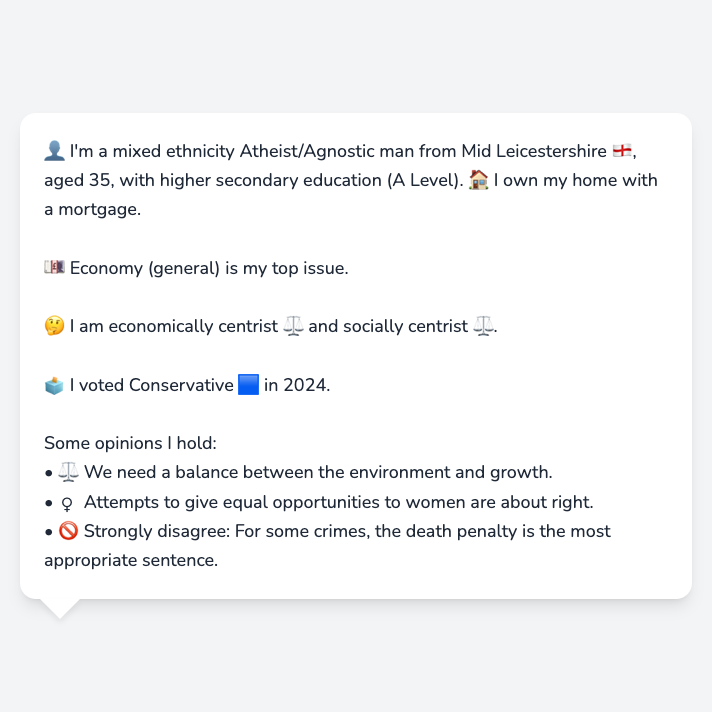 👤 I'm a mixed ethnicity Atheist/Agnostic man from Mid Leicestershire 🏴󠁧󠁢󠁥󠁮󠁧󠁿,
aged 35, with higher secondary education (A Level). 🏠 I own my home with
a mortgage.
💷 Economy (general) is my top issue.
🤔 I am economically centrist ⚖️ and socially centrist ⚖️.
🗳️ I voted Conservative 🟦 in 2024.
Some opinions I hold:
• ⚖️ We need a balance between the environment and growth.
• ♀️ Attempts to give equal opportunities to women are about right.
• 🚫 Strongly disagree: For some crimes, the death penalty is the most
appropriate sentence.